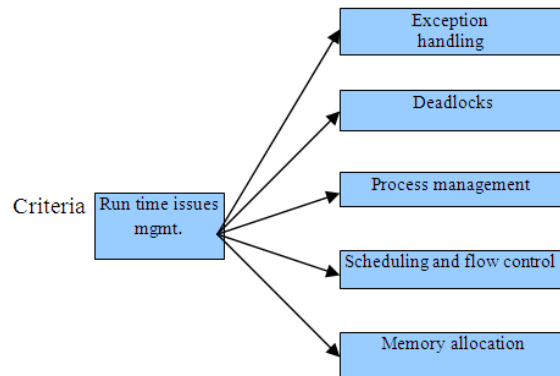 Exception
handling
Deadlocks
Process management
Criteria
Run time issues
mgmt.
Scheduling and flow control
Memory allocation